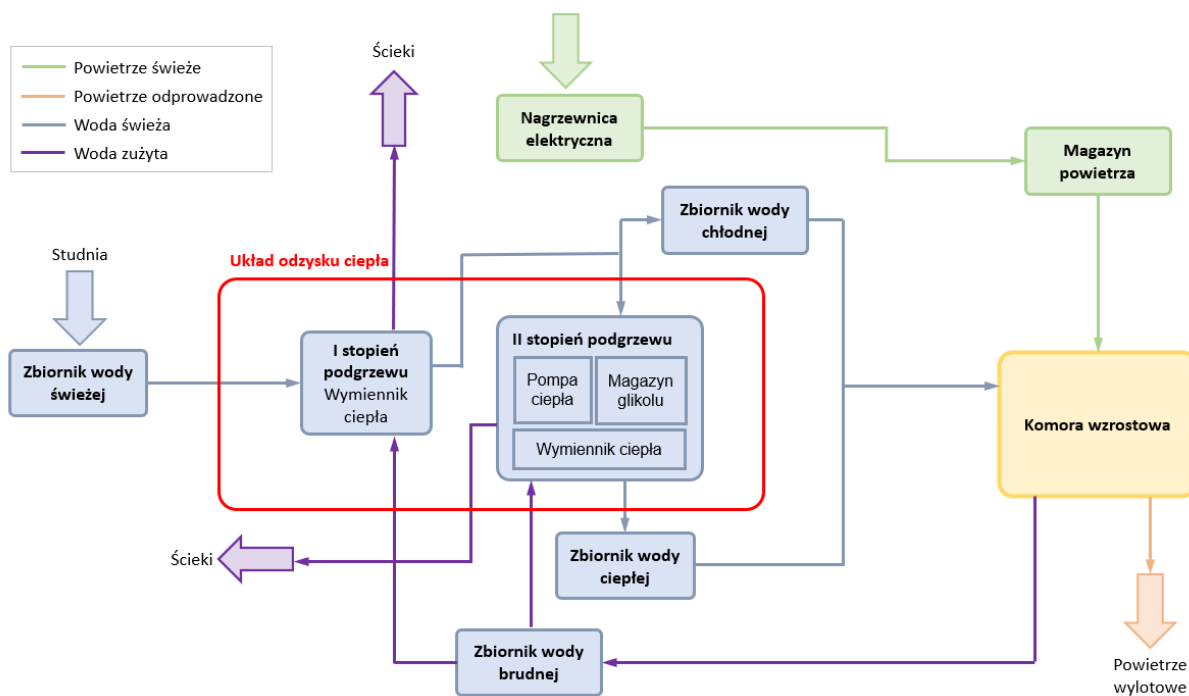 Ścieki
Powietrze świeże
Powietrze odprowadzone
Woda świeża
Woda zużyta
Nagrzewnica
elektryczna
Magazyn
powietrza
Zbiornik wody
chłodnej
Studnia
Układ odzysku ciepła
Zbiornik wody
świeżej
I stopień
podgrzewu
Wymiennik
ciepła
II stopień podgrzewu
Pompa
ciepła
Magazyn
glikolu
Wymiennik ciepła
Komora wzrostowa
Ścieki
Zbiornik wody
ciepłej
Zbiornik wody
brudnej
Powietrze
wylotowe